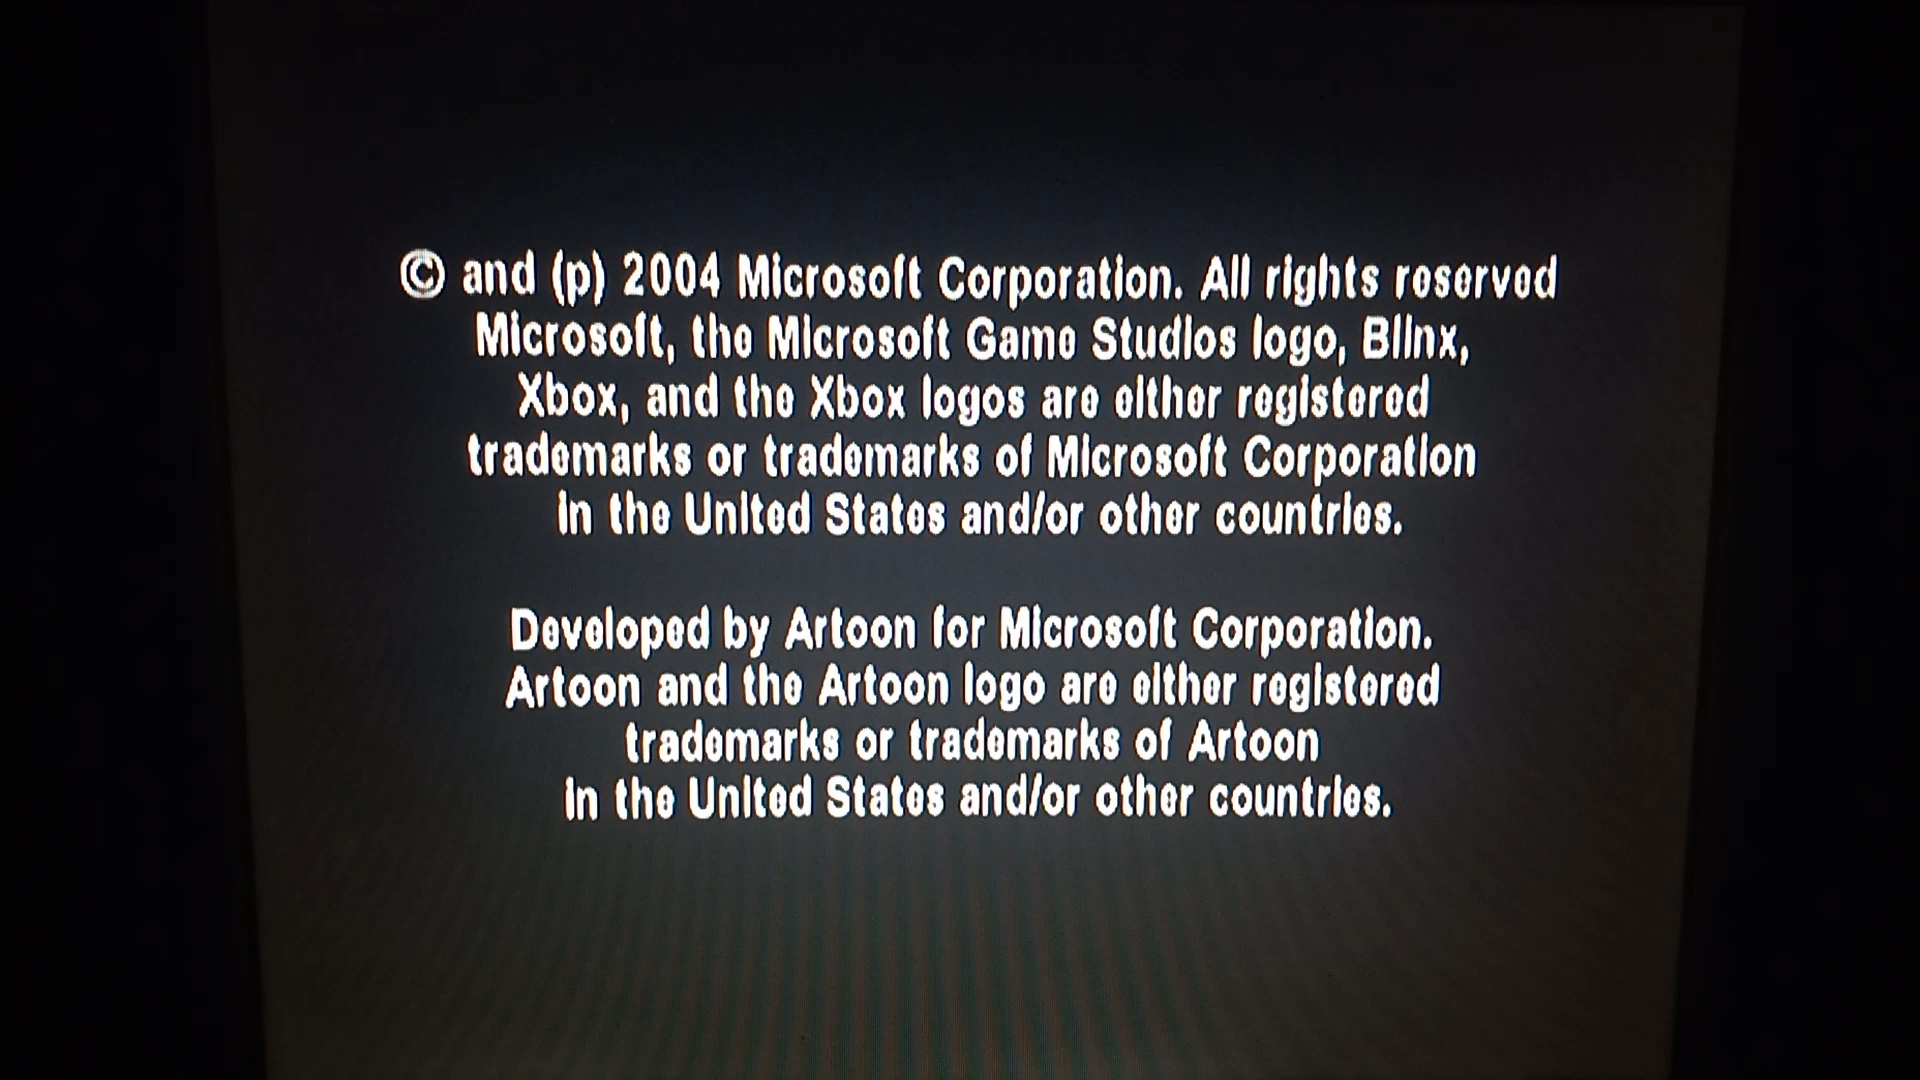 © and (p) 2004 Microsoft Corporation. All rights reserved
Microsoft, the Microsoft Game Studios logo, Blinx,
Xbox, and the Xbox logos are either registered
trademarks or trademarks of Microsoft Corporation
in the United States and/or other countries.
Developed by Artoon for Microsoft Corporation.
Artoon and the Artoon logo are either registered
trademarks or trademarks of Artoon
in the United States and/or other countries.